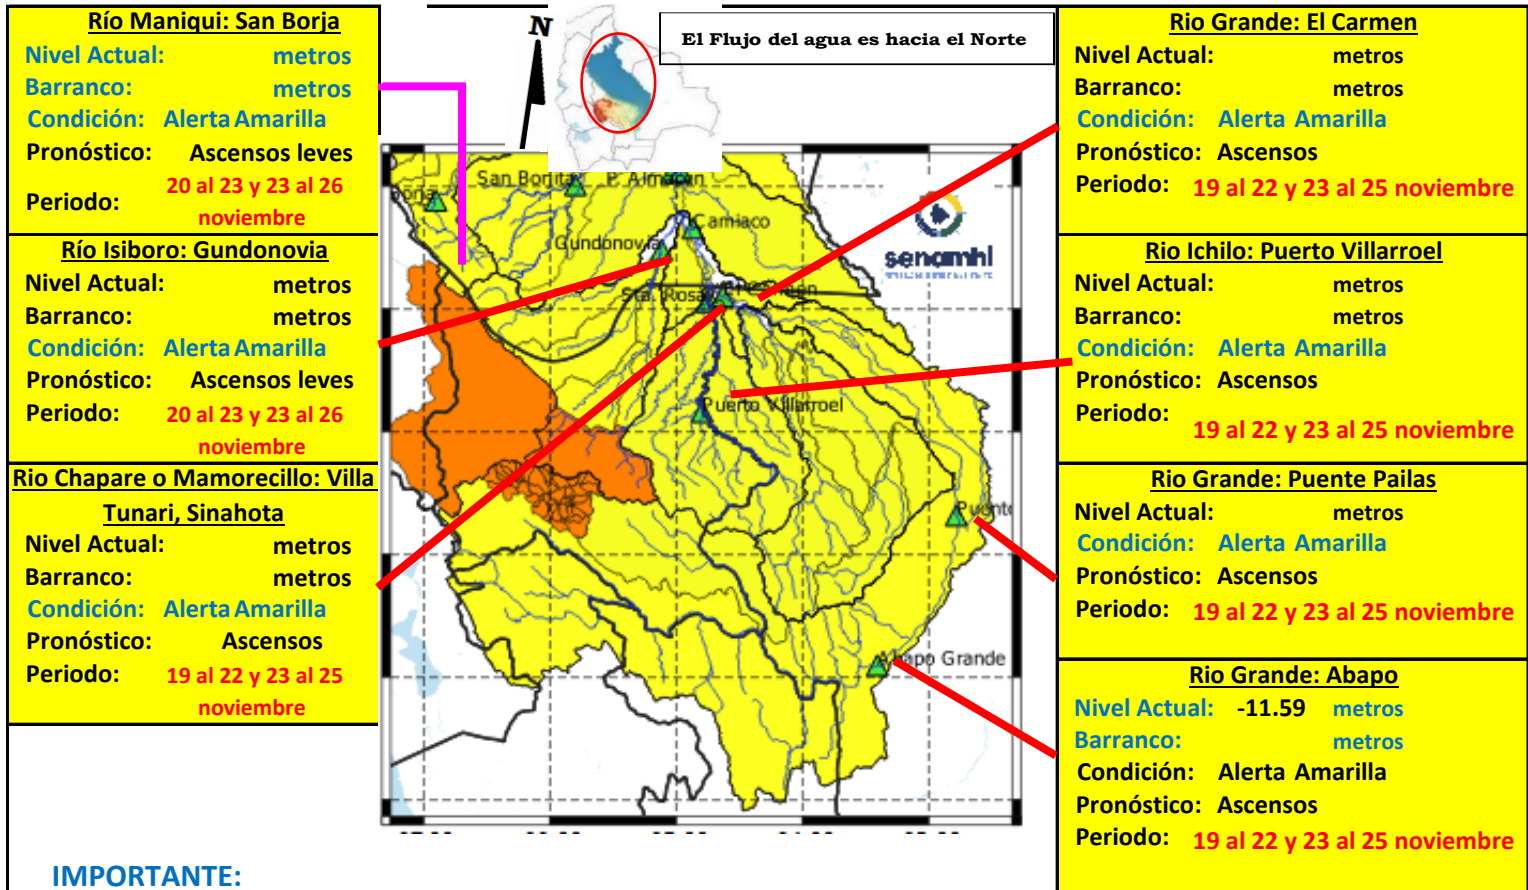 Río Maniqui: San Borja
Nivel Actual: metros
Barranco: metros
Condición: Alerta Amarilla
Pronóstico: Ascensos leves
Periodo: 20 al 23 y 23 al 26
noviembre
Río Isiboro: Gundonovia
Nivel Actual: metros
Barranco: metros
Condición: Alerta Amarilla
Pronóstico: Ascensos leves
Periodo: 20 al 23 y 23 al 26
noviembre
Rio Chapare o Mamorecillo: Villa
Tunari, Sinahota
Nivel Actual: metros
Barranco: metros
Condición: Alerta Amarilla
Pronóstico: Ascensos
Periodo: 19 al 22 y 23 al 25
noviembre
IMPORTANTE:
N
El Flujo del agua es hacia el Norte
San Borjita
P. Almacen
Camiaco
Gundonovia
senamhi
Sta. Rosa
Puerto Villarroel
Puente
Abapo Grande
Rio Grande: El Carmen
Nivel Actual: metros
Barranco: metros
Condición: Alerta Amarilla
Pronóstico: Ascensos
Periodo: 19 al 22 y 23 al 25 noviembre
Rio Ichilo: Puerto Villarroel
Nivel Actual: metros
Barranco: metros
Condición: Alerta Amarilla
Pronóstico: Ascensos
Periodo: 19 al 22 y 23 al 25 noviembre
Rio Grande: Puente Pailas
Nivel Actual: metros
Condición: Alerta Amarilla
Pronóstico: Ascensos
Periodo: 19 al 22 y 23 al 25 noviembre
Rio Grande: Abapo
Nivel Actual: -11.59 metros
Barranco: metros
Condición: Alerta Amarilla
Pronóstico: Ascensos
Periodo: 19 al 22 y 23 al 25 noviembre